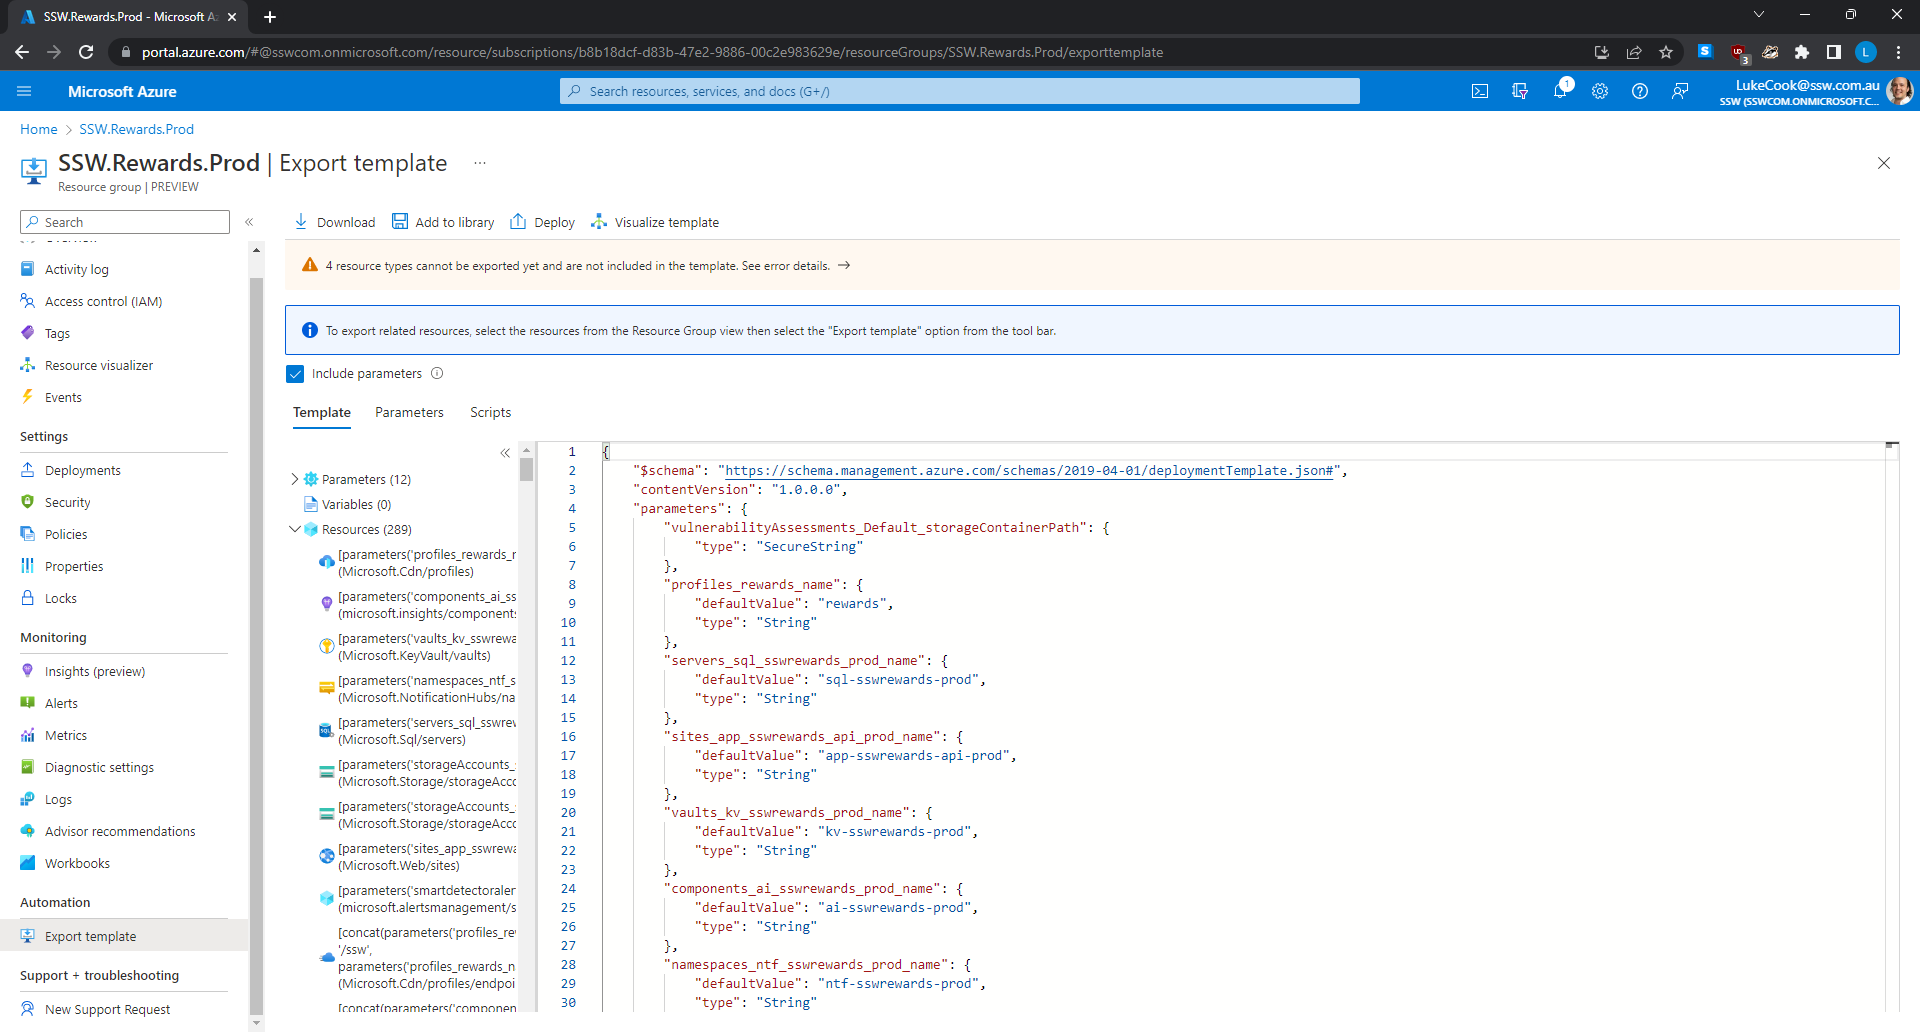 SSW.Rewards.Prod - Microsoft Az
portal.azure.com/#@sswcom.onmicrosoft.com/resource/subscriptions/b8b18dcf-d83b-47e2-9886-00c2e983629e/resourceGroups/SSW.Rewards.Prod/exporttemplate
3
L
Microsoft Azure
Search resources, services, and docs (G+/)
1
LukeCook@ssw.com.au
SSW (SSWCOM.ONMICROSOFT.C...
Home > SSW.Rewards.Prod
SSW.Rewards.Prod | Export template ...
Resource group | PREVIEW
Search
Overview
Activity log
Access control (IAM)
Tags
Resource visualizer
Events
Settings
Deployments
Security
Policies
Properties
Locks
Monitoring
Insights (preview)
Alerts
Metrics
Diagnostic settings
Logs
Advisor recommendations
Workbooks
Automation
Export template
Support + troubleshooting
New Support Request
Download
Add to library
Deploy
Visualize template
4 resource types cannot be exported yet and are not included in the template. See error details. →
To export related resources, select the resources from the Resource Group view then select the "Export template" option from the tool bar.
Include parameters
Template Parameters Scripts
Parameters (12)
Variables (0)
Resources (289)
[parameters('profiles_rewards_r
(Microsoft.Cdn/profiles)
[parameters('components_ai_ss
(microsoft.insights/components
[parameters('vaults_kv_sswrewa
(Microsoft.KeyVault/vaults)
[parameters('namespaces_ntf_s
(Microsoft.NotificationHubs/na
[parameters('servers_sql_sswrew
(Microsoft.Sql/servers)
[parameters('storageAccounts_
(Microsoft.Storage/storageAcco
[parameters('storageAccounts_
(Microsoft.Storage/storageAcco
[parameters('sites_app_sswrewa
(Microsoft.Web/sites)
[parameters('smartdetectoraler
(microsoft.alertsmanagement/s
[concat(parameters('profiles_rew
'/ssw',
parameters('profiles_rewards_n
(Microsoft.Cdn/profiles/endpoi
[concat(parameters('componen
1 {
2 "$schema": "https://schema.management.azure.com/schemas/2019-04-01/deploymentTemplate.json#",
3 "contentVersion": "1.0.0.0",
4 "parameters": {
5 "vulnerabilityAssessments_Default_storageContainerPath": {
6 "type": "SecureString"
7 },
8 "profiles_rewards_name": {
9 "defaultValue": "rewards",
10 "type": "String"
11 },
12 "servers_sql_sswrewards_prod_name": {
13 "defaultValue": "sql-sswrewards-prod",
14 "type": "String"
15 },
16 "sites_app_sswrewards_api_prod_name": {
17 "defaultValue": "app-sswrewards-api-prod",
18 "type": "String"
19 },
20 "vaults_kv_sswrewards_prod_name": {
21 "defaultValue": "kv-sswrewards-prod",
22 "type": "String"
23 },
24 "components_ai_sswrewards_prod_name": {
25 "defaultValue": "ai-sswrewards-prod",
26 "type": "String"
27 },
28 "namespaces_ntf_sswrewards_prod_name": {
29 "defaultValue": "ntf-sswrewards-prod",
30 "type": "String"